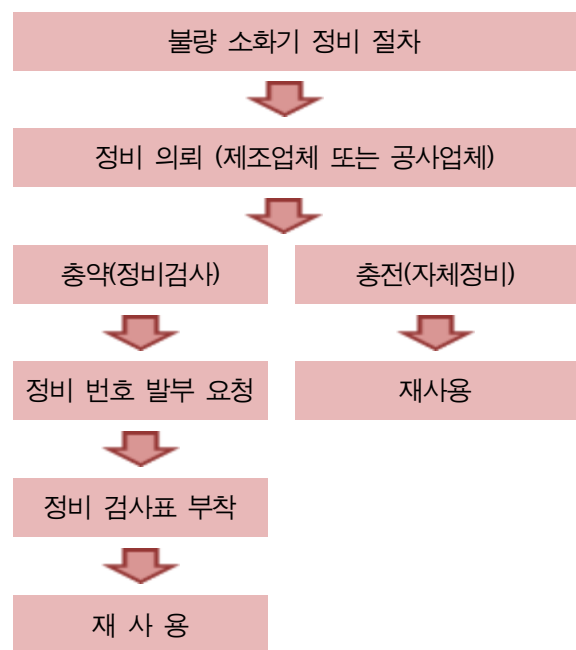 불량 소화기 정비 절차
정비 의뢰 (제조업체 또는 공사업체)
충약(정비검사)
충전(자체정비)
정비 번호 발부 요청
재사용
정비 검사표 부착
재 사 용